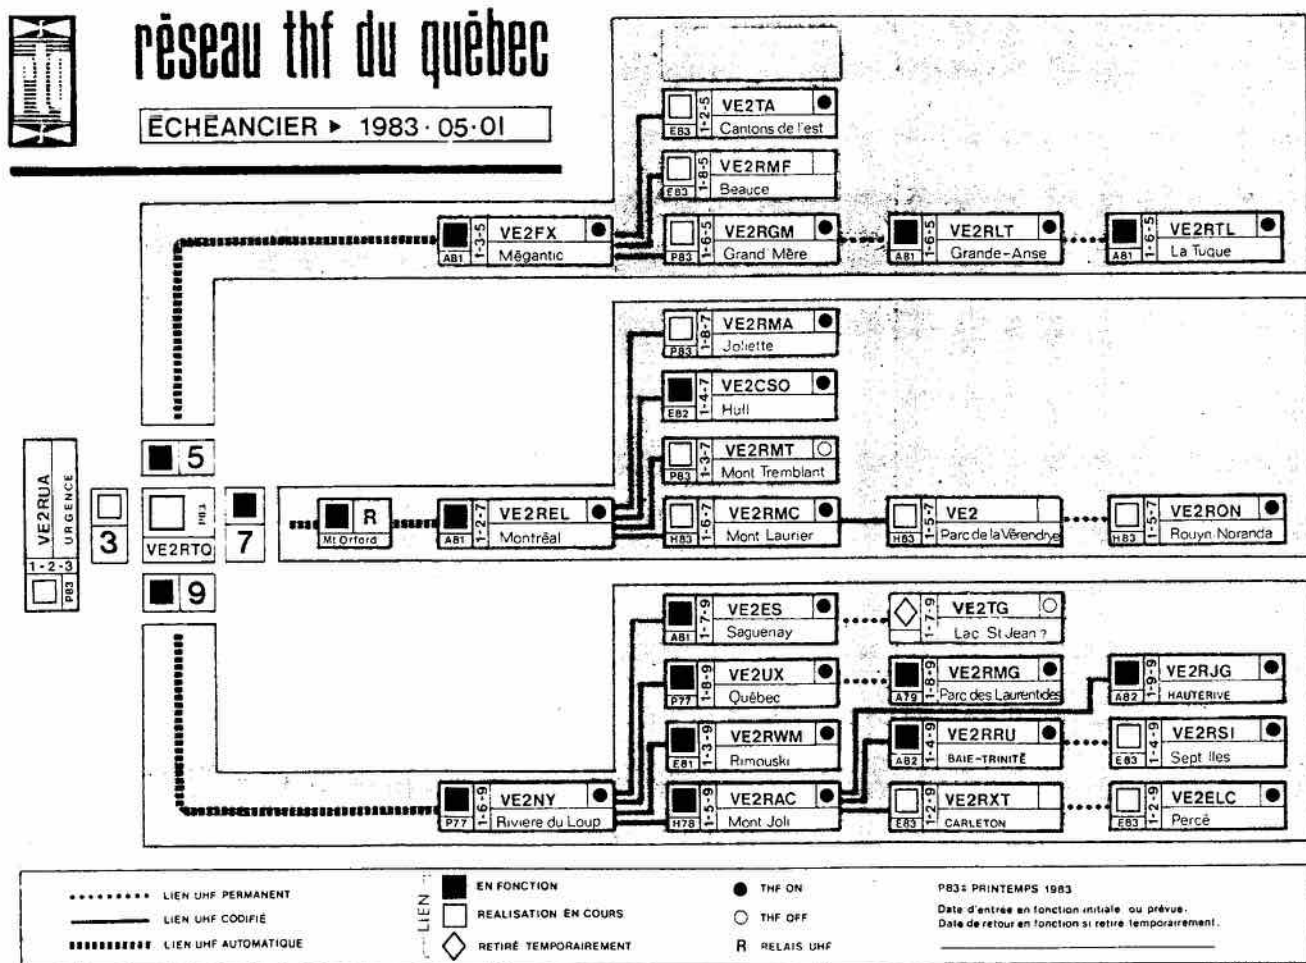 réseau thf du québec
ÉCHÉANCIER ▸ 1983·05·01
VE2TA
1-2-5
E83
Cantons de l'est
VE2RMF
1-8-5
E83
Beauce
VE2FX
1-3-5
A81
Mégantic
VE2RGM
1-6-5
P83
Grand Mère
VE2RLT
1-6-5
A81
Grande-Anse
VE2RTL
1-6-5
A81
La Tuque
VE2RMA
1-8-7
P83
Joliette
VE2CSO
1-4-7
E82
Hull
VE2RMT
1-3-7
P83
Mont Tremblant
VE2RUA
URGENCE
1-2-3
P83
3
5
VE2RTQ
P83
7
9
R
Mt Orford
VE2REL
1-2-7
A81
Montréal
VE2RMC
1-6-7
H83
Mont Laurier
VE2
1-5-7
H83
Parc de la Vérendrye
VE2RON
1-5-7
H83
Rouyn Noranda
VE2ES
1-7-9
A81
Saguenay
VE2TG
1-7-9
Lac St Jean ?
VE2UX
1-8-9
P77
Québec
VE2RMG
1-8-9
A79
Parc des Laurentides
VE2RJG
1-9-9
A82
HAUTERIVE
VE2RWM
1-3-9
E81
Rimouski
VE2RRU
1-4-9
A82
BAIE-TRINITÉ
VE2RSI
1-4-9
E83
Sept Iles
VE2NY
1-6-9
P77
Riviere du Loup
VE2RAC
1-5-9
H78
Mont Joli
VE2RXT
1-2-9
E83
CARLETON
VE2ELC
1-2-9
E83
Percé
LIEN UHF PERMANENT
LIEN UHF CODIFIÉ
LIEN UHF AUTOMATIQUE
LIEN
EN FONCTION
REALISATION EN COURS
RETIRÉ TEMPORAIREMENT
THF ON
THF OFF
R RELAIS UHF
P83= PRINTEMPS 1983
Date d'entrée en fonction initiale ou prévue.
Date de retour en fonction si retiré temporairement.